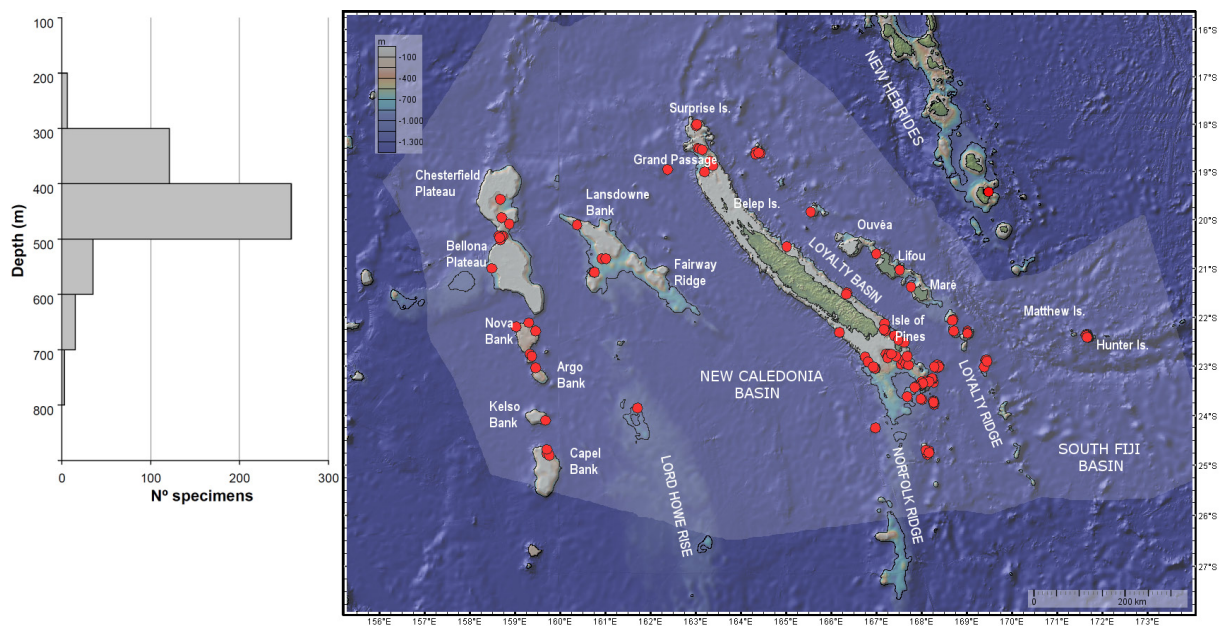 100
200
300
400
500
600
700
800
Depth (m)
0
100
200
300
Nº specimens
m
-100
-400
-700
-1.000
-1.300
Surprise Is.
Grand Passage
Chesterfield
Plateau
Lansdowne
Bank
Belep Is.
NEW HEBRIDES
Bellona
Plateau
Fairway
Ridge
LOYALTY BASIN
Ouvéa
Lifou
Maré
Nova
Bank
Argo
Bank
Isle of
Pines
Matthew Is.
Hunter Is.
Kelso
Bank
NEW CALEDONIA
BASIN
LOYALTY RIDGE
Capel
Bank
LORD HOWE RISE
NORFOLK RIDGE
SOUTH FIJI
BASIN
0
200 km
16°S
17°S
18°S
19°S
20°S
21°S
22°S
23°S
24°S
25°S
26°S
27°S
156°E 157°E 158°E 159°E 160°E 161°E 162°E 163°E 164°E 165°E 166°E 167°E 168°E 169°E 170°E 171°E 172°E 173°E